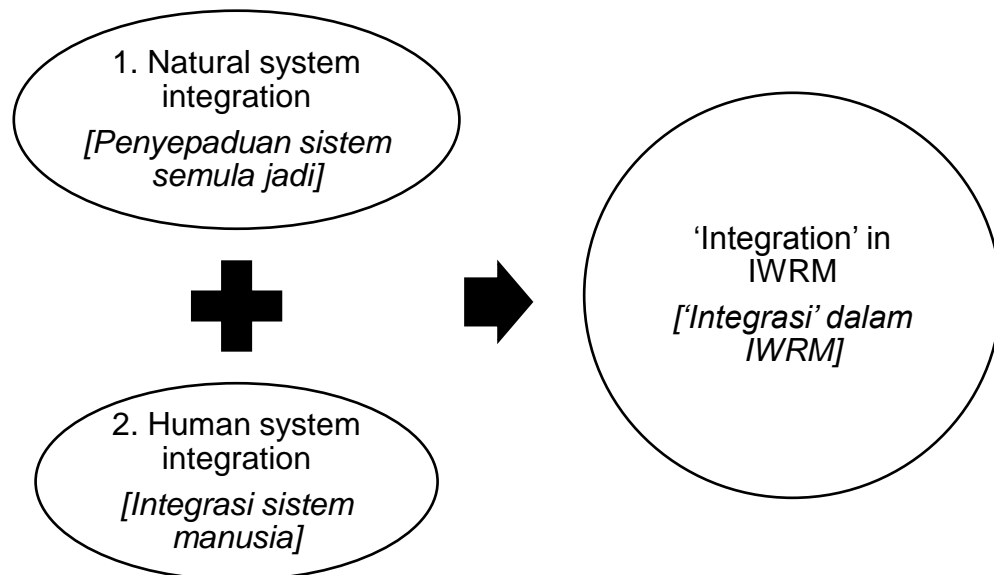 1. Natural system
integration
[Penyepaduan sistem
semula jadi]
2. Human system
integration
[Integrasi sistem
manusia]
‘Integration’ in
IWRM
[‘Integrasi’ dalam
IWRM]